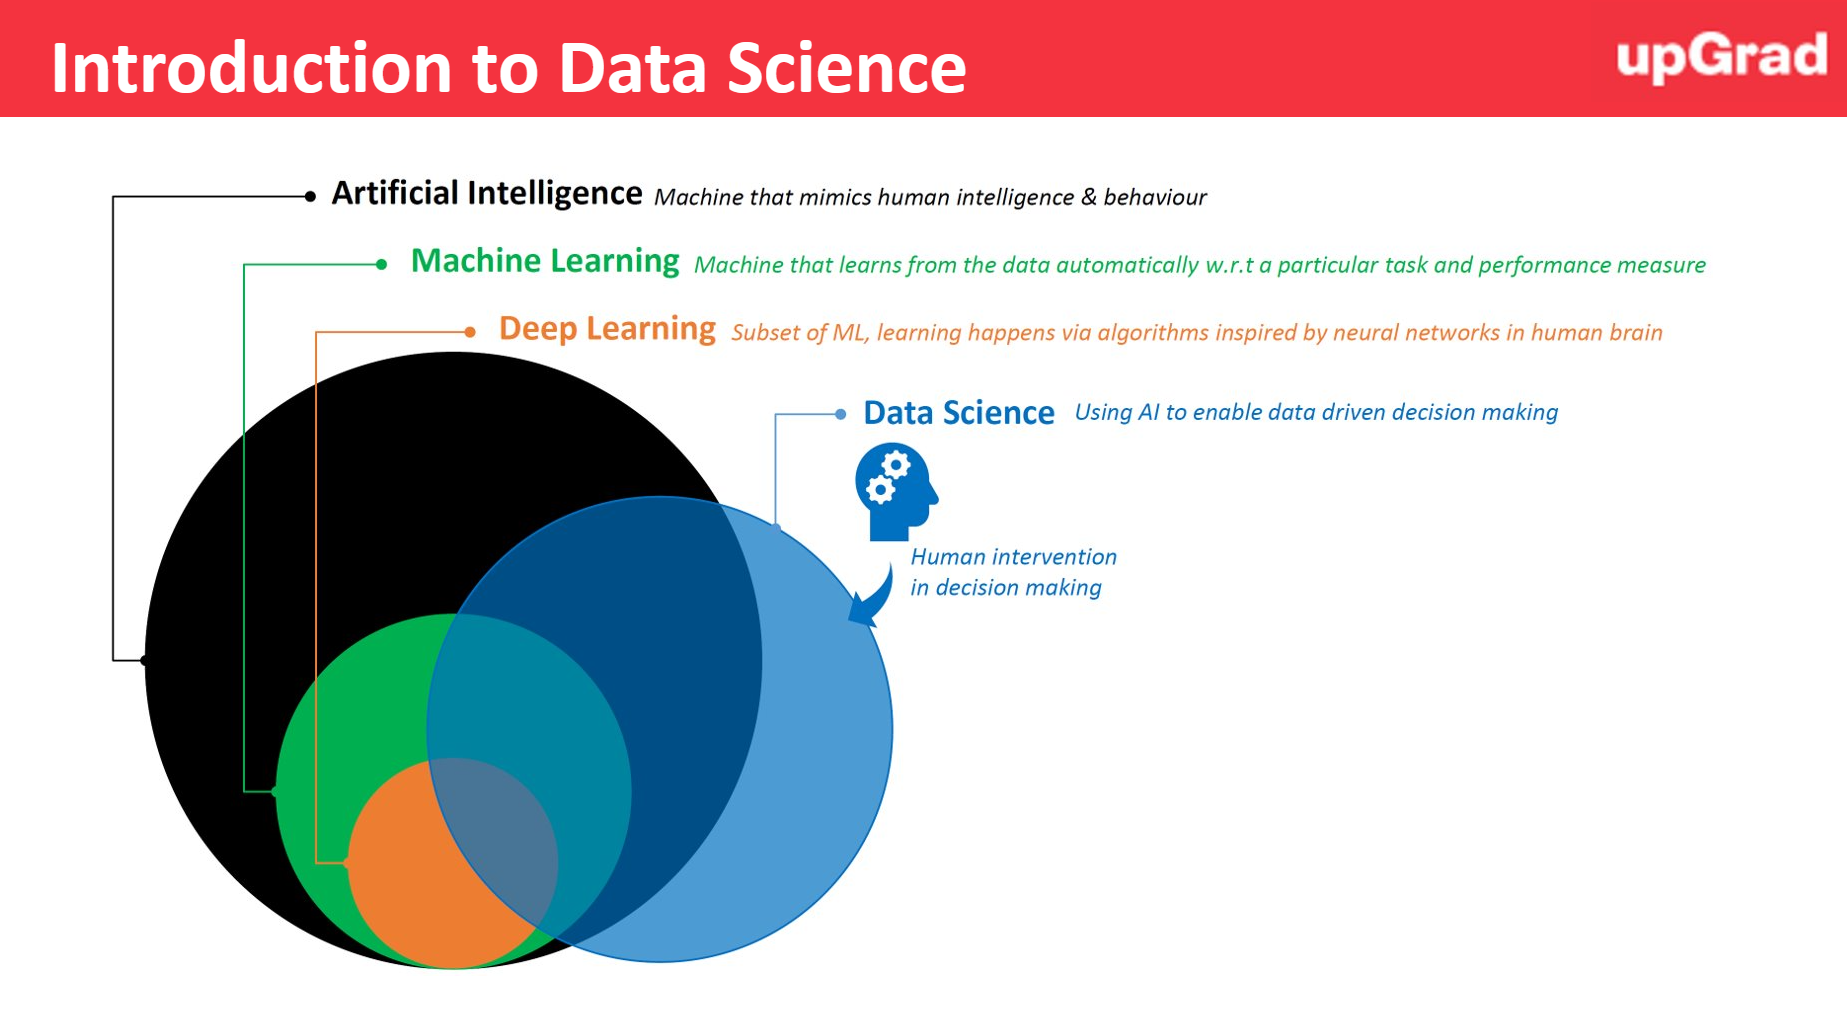 Introduction to Data Science
upGrad
Artificial Intelligence Machine that mimics human intelligence & behaviour
Machine Learning Machine that learns from the data automatically w.r.t a particular task and performance measure
Deep Learning Subset of ML, learning happens via algorithms inspired by neural networks in human brain
Data Science Using AI to enable data driven decision making
Human intervention
in decision making